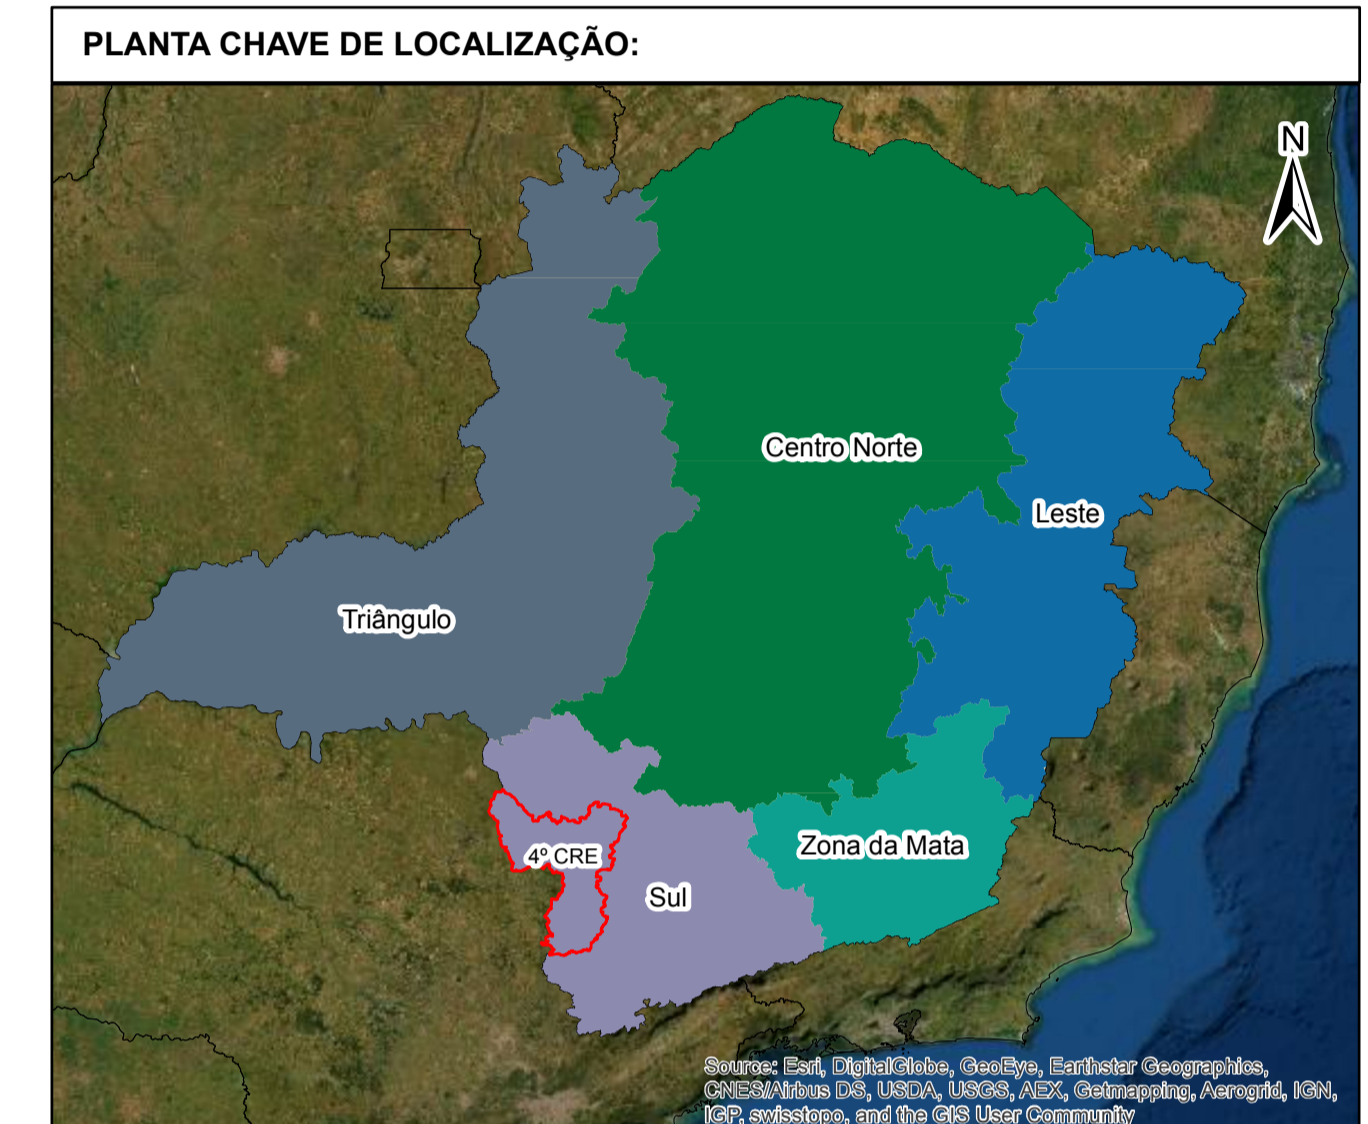 PLANTA CHAVE DE LOCALIZAÇÃO:
N
Centro Norte
Leste
Triângulo
Zona da Mata
4º CRE
Sul
Source: Esri, DigitalGlobe, GeoEye, Earthstar Geographics,
CNES/Airbus DS, USDA, USGS, AEX, Getmapping, Aerogrid, IGN,
IGP, swisstopo, and the GIS User Community